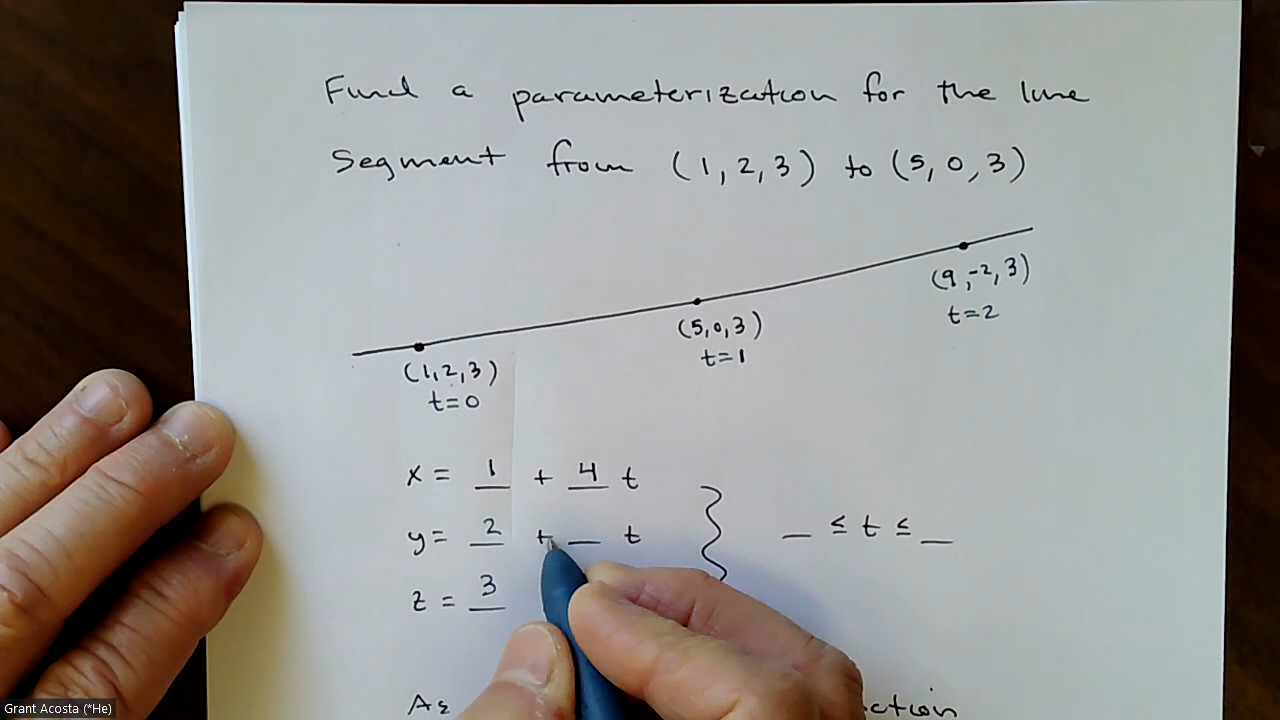 Find a parameterization for the line
segment from (1, 2, 3) to (5, 0, 3)
(9, -2, 3)
t=2
(5, 0, 3)
t=1
(1, 2, 3)
t=0
x = 1 + 4 t
y = 2 + _ t } _ ≤ t ≤ _
z = 3
Grant Acosta (*He)